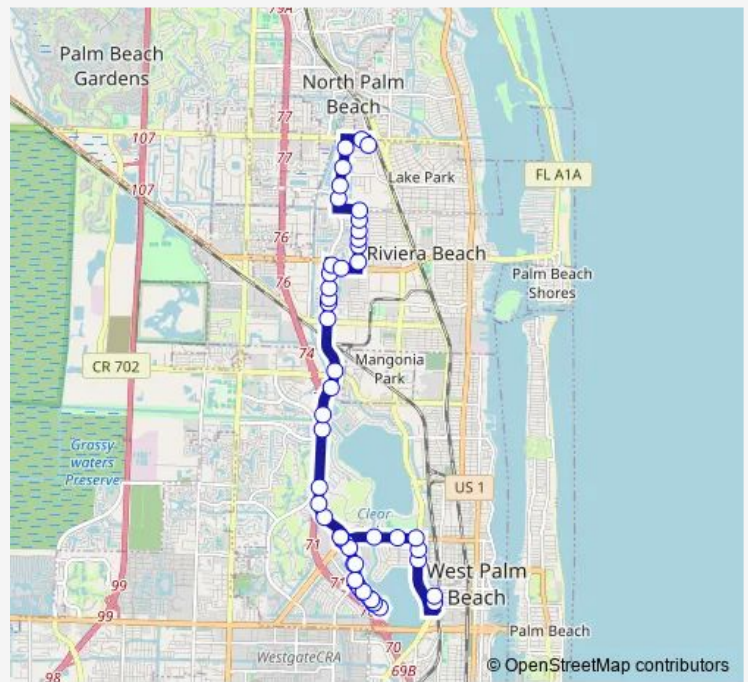 79A
Palm Beach
Gardens
North Palm
Beach
77
107
77
Lake Park
FL A1A
107
76
Riviera Beach
76
Palm Beach
Shores
74
Mangonia
Park
CR 702
Grassy
waters
Preserve
US 1
Clear
71
West Palm
Beach
99
99
Palm Beach
70
WestgateCRA
69B
98
© OpenStreetMap contributors